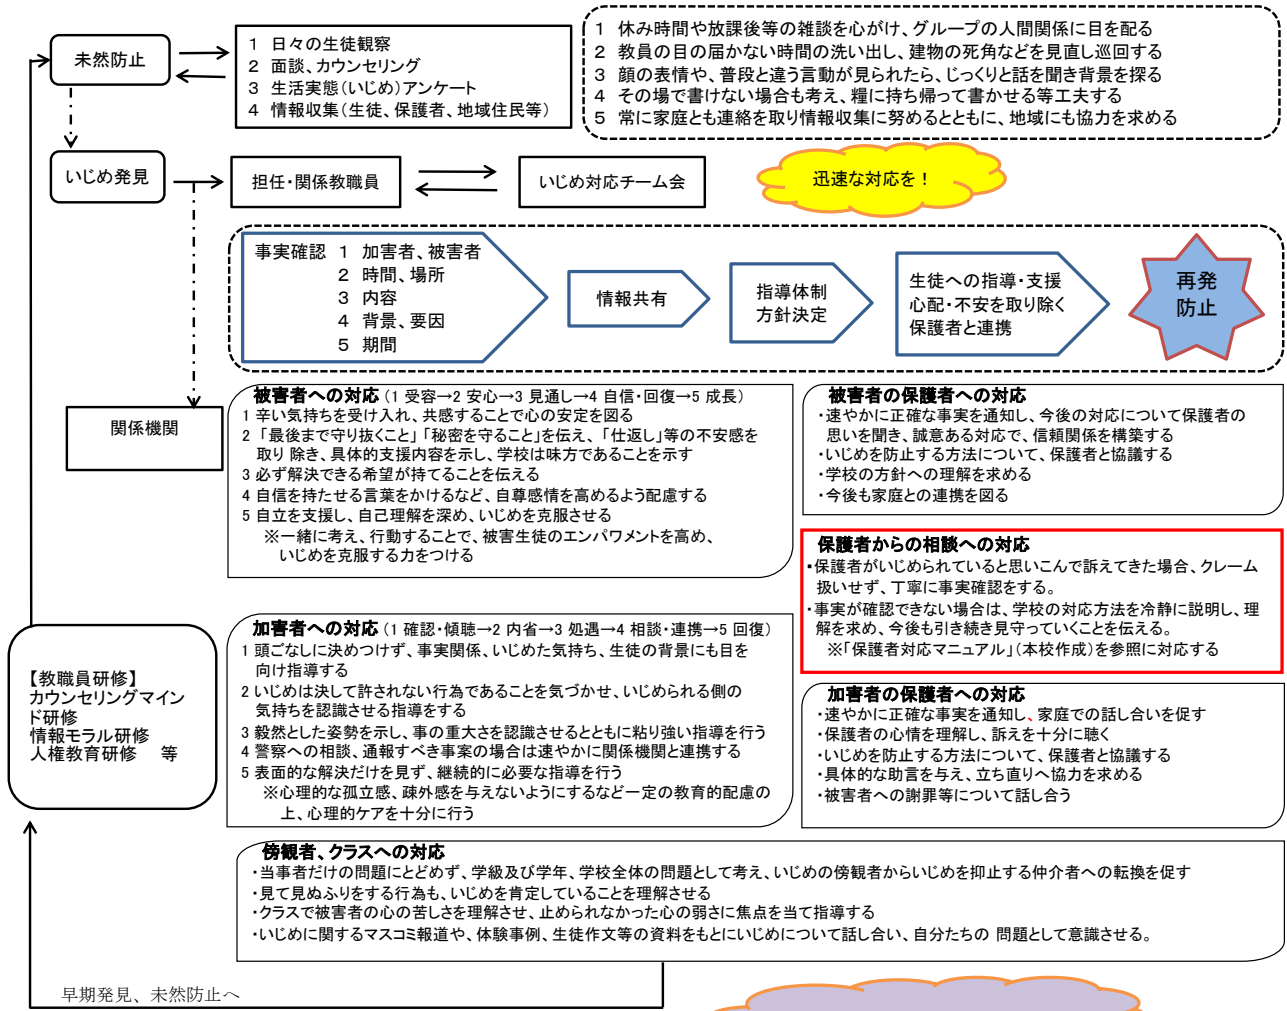 未然防止
1 日々の生徒観察
2 面談、カウンセリング
3 生活実態(いじめ)アンケート
4 情報収集(生徒、保護者、地域住民等)
1 休み時間や放課後等の雑談を心がけ、グループの人間関係に目を配る
2 教員の目の届かない時間の洗い出し、建物の死角などを見直し巡回する
3 顔の表情や、普段と違う言動が見られたら、じっくりと話を聞き背景を探る
4 その場で書けない場合も考え、糧に持ち帰って書かせる等工夫する
5 常に家庭とも連絡を取り情報収集に努めるとともに、地域にも協力を求める
いじめ発見
担任・関係教職員
いじめ対応チーム会
迅速な対応を!
事実確認 1 加害者、被害者
2 時間、場所
3 内容
4 背景、要因
5 期間
情報共有
指導体制
方針決定
生徒への指導・支援
心配・不安を取り除く
保護者と連携
再発
防止
関係機関
被害者への対応(1 受容→2 安心→3 見通し→4 自信・回復→5 成長)
1 辛い気持ちを受け入れ、共感することで心の安定を図る
2 「最後まで守り抜くこと」「秘密を守ること」を伝え、「仕返し」等の不安感を
取り 除き、具体的支援内容を示し、学校は味方であることを示す
3 必ず解決できる希望が持てることを伝える
4 自信を持たせる言葉をかけるなど、自尊感情を高めるよう配慮する
5 自立を支援し、自己理解を深め、いじめを克服させる
※一緒に考え、行動することで、被害生徒のエンパワメントを高め、
いじめを克服する力をつける
被害者の保護者への対応
・速やかに正確な事実を通知し、今後の対応について保護者の
思いを聞き、誠意ある対応で、信頼関係を構築する
・いじめを防止する方法について、保護者と協議する
・学校の方針への理解を求める
・今後も家庭との連携を図る
保護者からの相談への対応
・保護者がいじめられていると思いこんで訴えてきた場合、クレーム
扱いせず、丁寧に事実確認をする。
・事実が確認できない場合は、学校の対応方法を冷静に説明し、理
解を求め、今後も引き続き見守っていくことを伝える。
※「保護者対応マニュアル」(本校作成)を参照に対応する
加害者への対応(1 確認・傾聴→2 内省→3 処遇→4 相談・連携→5 回復)
1 頭ごなしに決めつけず、事実関係、いじめた気持ち、生徒の背景にも目を
向け指導する
2 いじめは決して許されない行為であることを気づかせ、いじめられる側の
気持ちを認識させる指導をする
3 毅然とした姿勢を示し、事の重大さを認識させるとともに粘り強い指導を行う
4 警察への相談、通報すべき事案の場合は速やかに関係機関と連携する
5 表面的な解決だけを見ず、継続的に必要な指導を行う
※心理的な孤立感、疎外感を与えないようにするなど一定の教育的配慮の
上、心理的ケアを十分に行う
加害者の保護者への対応
・速やかに正確な事実を通知し、家庭での話し合いを促す
・保護者の心情を理解し、訴えを十分に聴く
・いじめを防止する方法について、保護者と協議する
・具体的な助言を与え、立ち直りへ協力を求める
・被害者への謝罪等について話し合う
【教職員研修】
カウンセリングマイン
ド研修
情報モラル研修
人権教育研修 等
傍観者、クラスへの対応
・当事者だけの問題にとどめず、学級及び学年、学校全体の問題として考え、いじめの傍観者からいじめを抑止する仲介者への転換を促す
・見て見ぬふりをする行為も、いじめを肯定していることを理解させる
・クラスで被害者の心の苦しさを理解させ、止められなかった心の弱さに焦点を当て指導する
・いじめに関するマスコミ報道や、体験事例、生徒作文等の資料をもとにいじめについて話し合い、自分たちの 問題として意識させる。
早期発見、未然防止へ